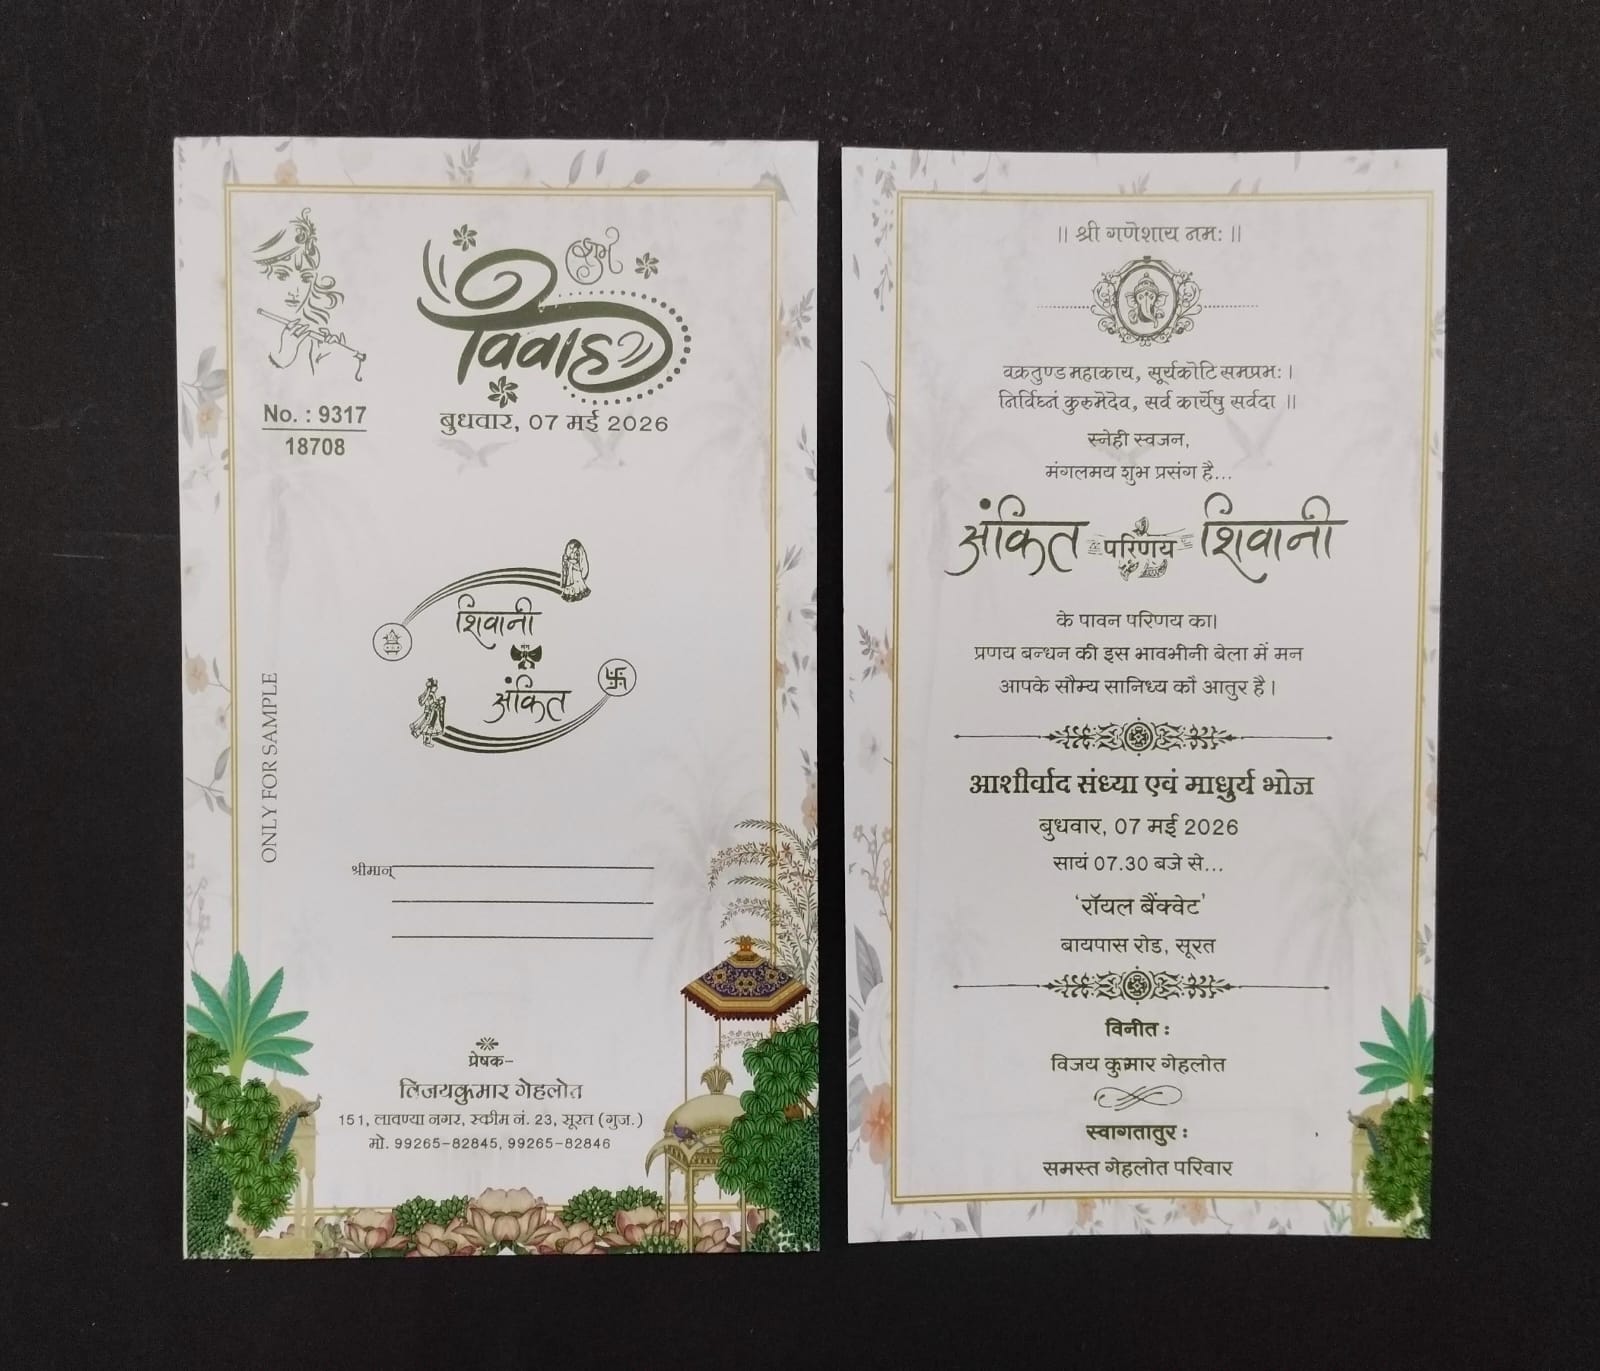 शुभ
विवाह
बुधवार, 07 मई 2026
No. : 9317
18708
शिवानी
संग
अंकित
ONLY FOR SAMPLE
श्रीमान्
प्रेषक-
विजयकुमार गेहलोत
151, लावण्या नगर, स्कीम नं. 23, सूरत (गुज.)
मो. 99265-82845, 99265-82846
॥ श्री गणेशाय नमः ॥
वक्रतुण्ड महाकाय, सूर्यकोटि समप्रभः ।
निर्विघ्नं कुरुमेदेव, सर्व कार्येषु सर्वदा ॥
स्नेही स्वजन,
मंगलमय शुभ प्रसंग है...
अंकित परिणय शिवानी
के पावन परिणय का।
प्रणय बन्धन की इस भावभीनी बेला में मन
आपके सौम्य सानिध्य कौ आतुर है।
आशीर्वाद संध्या एवं माधुर्य भोज
बुधवार, 07 मई 2026
सायं 07.30 बजे से...
‘रॉयल बैंक्वेट’
बायपास रोड, सूरत
विनीत :
विजय कुमार गेहलोत
स्वागतातुर :
समस्त गेहलोत परिवार